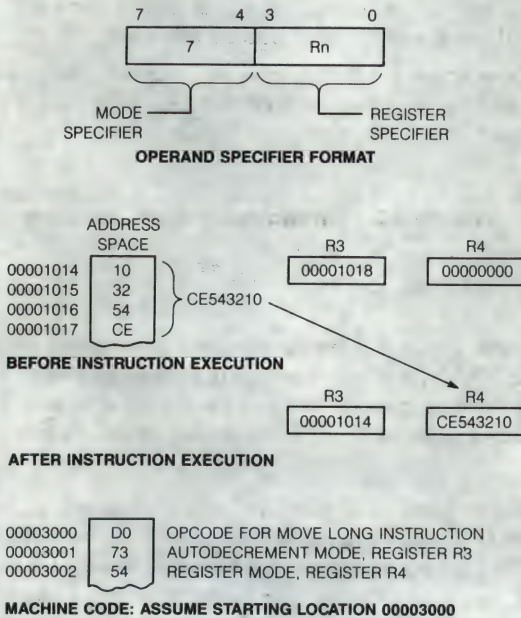 7 4 3 0
7 Rn
MODE SPECIFIER
REGISTER SPECIFIER
OPERAND SPECIFIER FORMAT
ADDRESS SPACE
R3 R4
00001014 10 00001018 00000000
00001015 32
00001016 54 CE543210
00001017 CE
BEFORE INSTRUCTION EXECUTION
R3 R4
00001014 CE543210
AFTER INSTRUCTION EXECUTION
00003000 D0 OPCODE FOR MOVE LONG INSTRUCTION
00003001 73 AUTODECREMENT MODE, REGISTER R3
00003002 54 REGISTER MODE, REGISTER R4
MACHINE CODE: ASSUME STARTING LOCATION 00003000